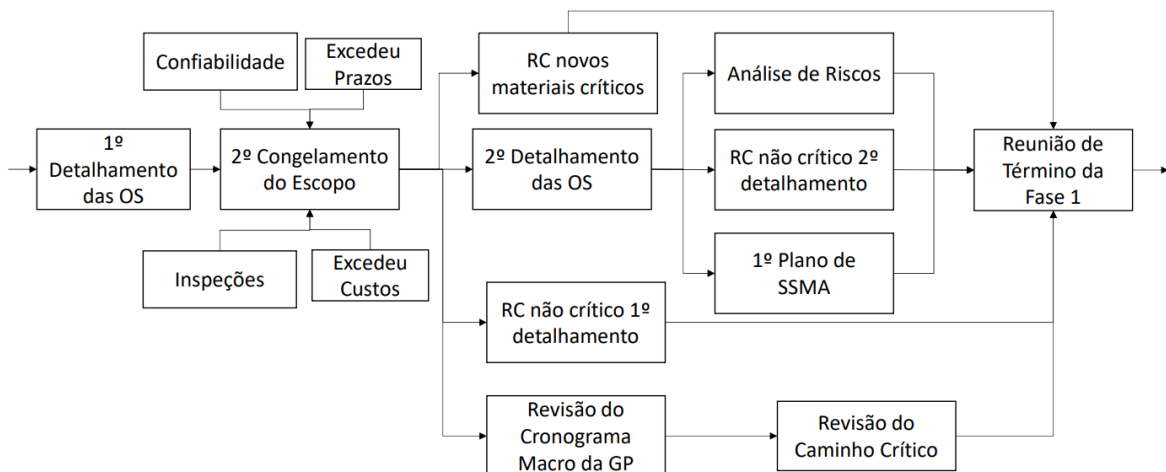 Confiabilidade
Excedeu
Prazos
RC novos
materiais críticos
Análise de Riscos
1º
Detalhamento
das OS
2º Congelamento
do Escopo
2º Detalhamento
das OS
RC não crítico 2º
detalhamento
Reunião de
Término da
Fase 1
Inspeções
Excedeu
Custos
1º Plano de
SSMA
RC não crítico 1º
detalhamento
Revisão do
Cronograma
Macro da GP
Revisão do
Caminho Crítico